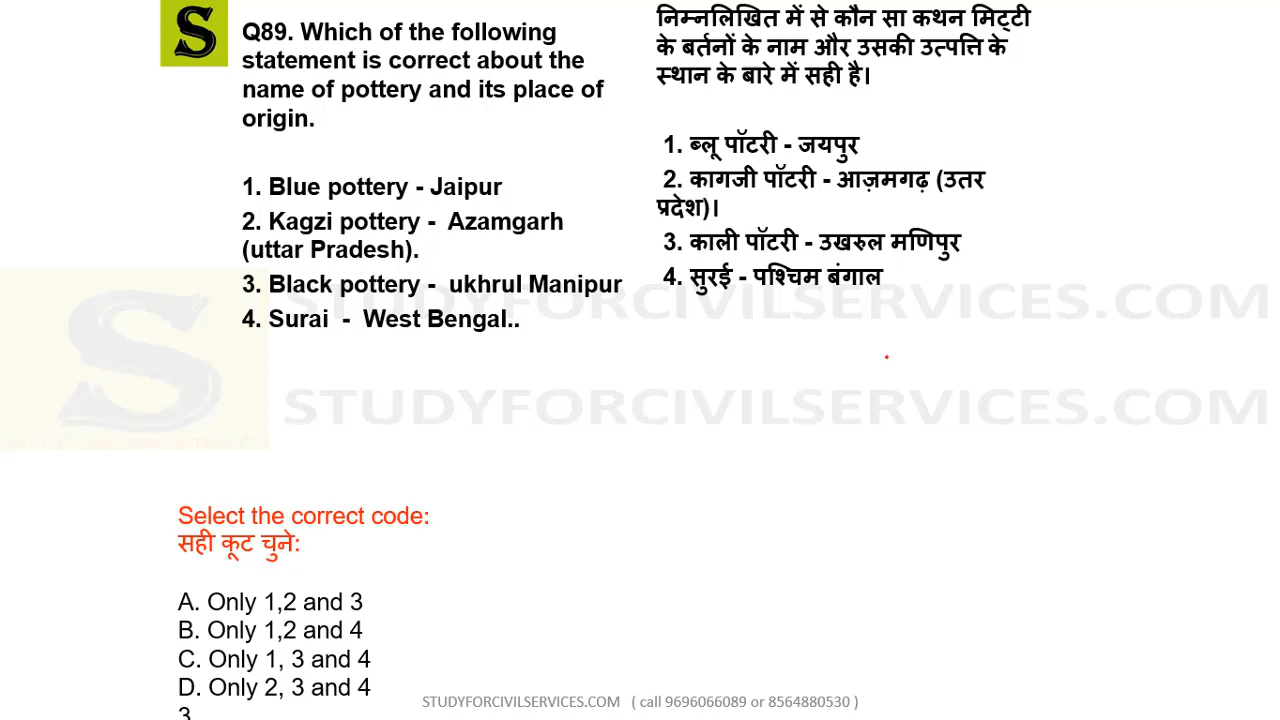 S
Q89. Which of the following
statement is correct about the
name of pottery and its place of
origin.
1. Blue pottery - Jaipur
2. Kagzi pottery -  Azamgarh
(uttar Pradesh).
3. Black pottery -  ukhrul Manipur
4. Surai  -  West Bengal..
निम्नलिखित में से कौन सा कथन मिट्टी
के बर्तनों के नाम और उसकी उत्पत्ति के
स्थान के बारे में सही है।
1. ब्लू पॉटरी - जयपुर
2. कागजी पॉटरी - आज़मगढ़ (उतर
प्रदेश)।
3. काली पॉटरी - उखरुल मणिपुर
4. सुरई - पश्चिम बंगाल
S
STUDYFORCIVILSERVICES.COM
STUDYFORCIVILSERVICES.COM
Select the correct code:
सही कूट चुने:
A. Only 1,2 and 3
B. Only 1,2 and 4
C. Only 1, 3 and 4
D. Only 2, 3 and 4
3
STUDYFORCIVILSERVICES.COM   ( call 9696066089 or 8564880530 )